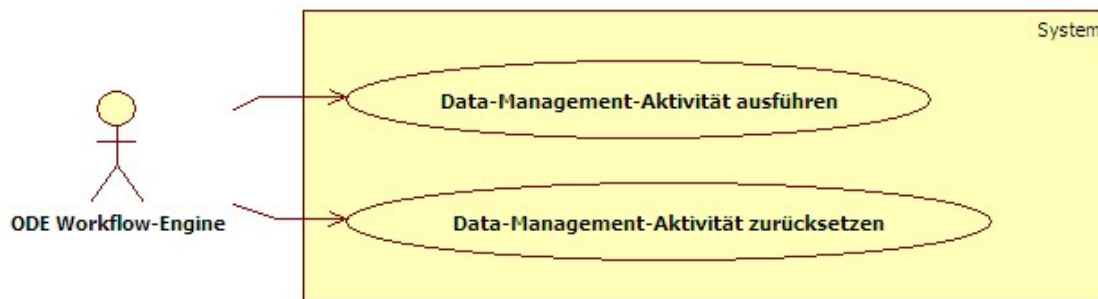 System
Data-Management-Aktivität ausführen
ODE Workflow-Engine
Data-Management-Aktivität zurücksetzen